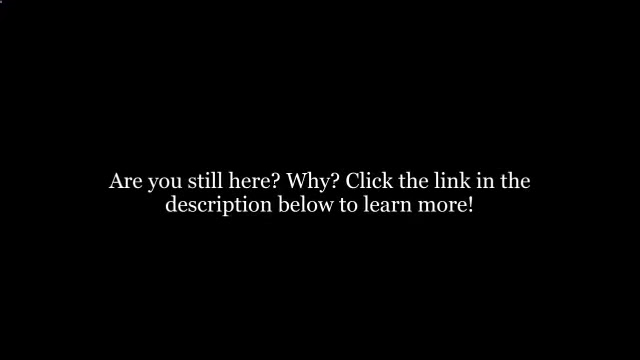 Are you still here? Why? Click the link in the
description below to learn more!